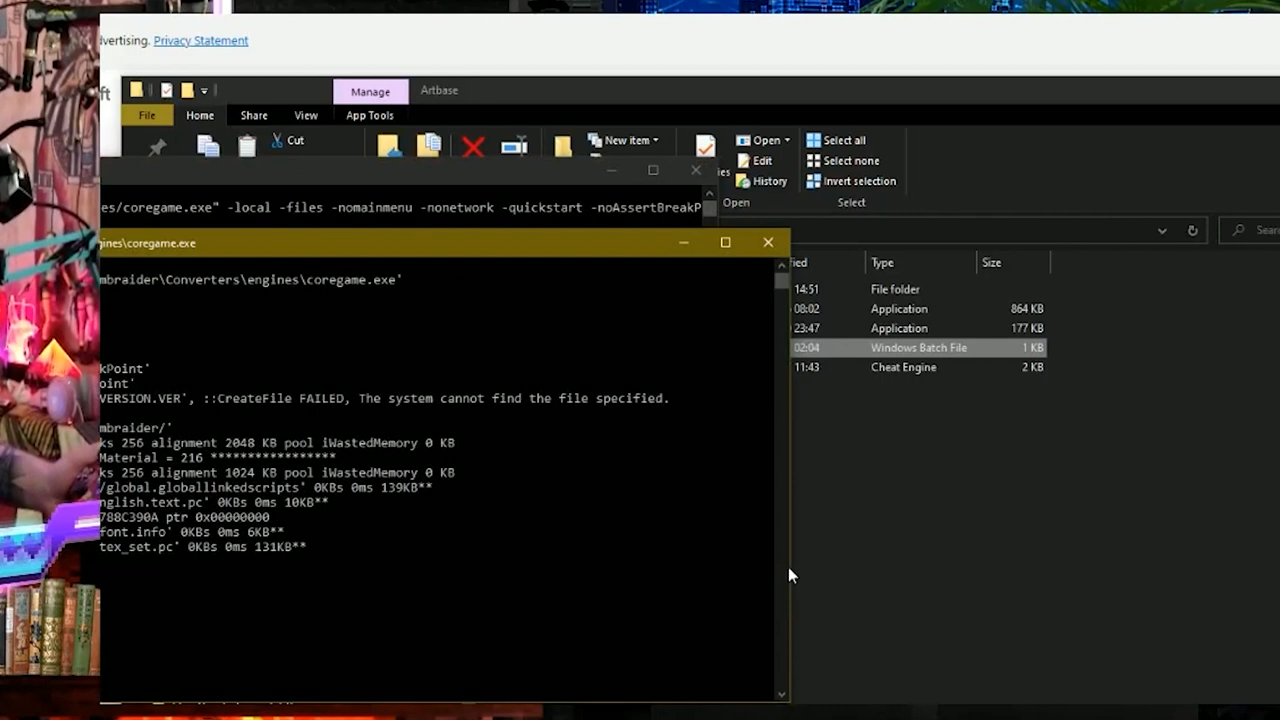 dvertising. Privacy Statement
ft
Manage
Artbase
File
Home
Share
View
App Tools
Cut
New item
Open
Select all
Edit
Select none
ies
History
Invert selection
Open
Select
es/coregame.exe" -local -files -nomainmenu -nonetwork -quickstart -noAssertBreakP
Sear
gines\coregame.exe
fied
Type
Size
mbraider\Converters\engines\coregame.exe'
14:51
File folder
08:02
Application
864 KB
23:47
Application
177 KB
02:04
Windows Batch File
1 KB
11:43
Cheat Engine
2 KB
kPoint'
oint'
VERSION.VER', ::CreateFile FAILED, The system cannot find the file specified.
mbraider/'
ks 256 alignment 2048 KB pool iWastedMemory 0 KB
Material = 216 *****************
ks 256 alignment 1024 KB pool iWastedMemory 0 KB
/global.globallinkedscripts' 0KBs 0ms 139KB**
nglish.text.pc' 0KBs 0ms 10KB**
788C390A ptr 0x00000000
font.info' 0KBs 0ms 6KB**
tex_set.pc' 0KBs 0ms 131KB**